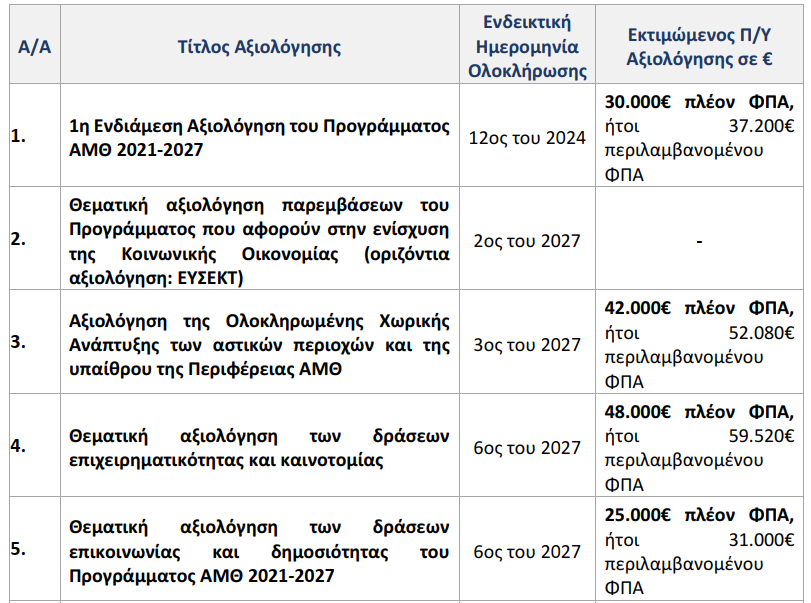 Α/Α
Τίτλος Αξιολόγησης
Ενδεικτική
Ημερομηνία
Ολοκλήρωσης
Εκτιμώμενος Π/Υ
Αξιολόγησης σε €
1.
1η Ενδιάμεση Αξιολόγηση του Προγράμματος
ΑΜΘ 2021-2027
12ος του 2024
30.000€ πλέον ΦΠΑ,
ήτοι 37.200€
περιλαμβανομένου
ΦΠΑ
2.
Θεματική αξιολόγηση παρεμβάσεων του
Προγράμματος που αφορούν στην ενίσχυση
της Κοινωνικής Οικονομίας (οριζόντια
αξιολόγηση: ΕΥΣΕΚΤ)
2ος του 2027
-
3.
Αξιολόγηση της Ολοκληρωμένης Χωρικής
Ανάπτυξης των αστικών περιοχών και της
υπαίθρου της Περιφέρειας ΑΜΘ
3ος του 2027
42.000€ πλέον ΦΠΑ,
ήτοι 52.080€
περιλαμβανομένου
ΦΠΑ
4.
Θεματική αξιολόγηση των δράσεων
επιχειρηματικότητας και καινοτομίας
6ος του 2027
48.000€ πλέον ΦΠΑ,
ήτοι 59.520€
περιλαμβανομένου
ΦΠΑ
5.
Θεματική αξιολόγηση των δράσεων
επικοινωνίας και δημοσιότητας του
Προγράμματος ΑΜΘ 2021-2027
6ος του 2027
25.000€ πλέον ΦΠΑ,
ήτοι 31.000€
περιλαμβανομένου
ΦΠΑ